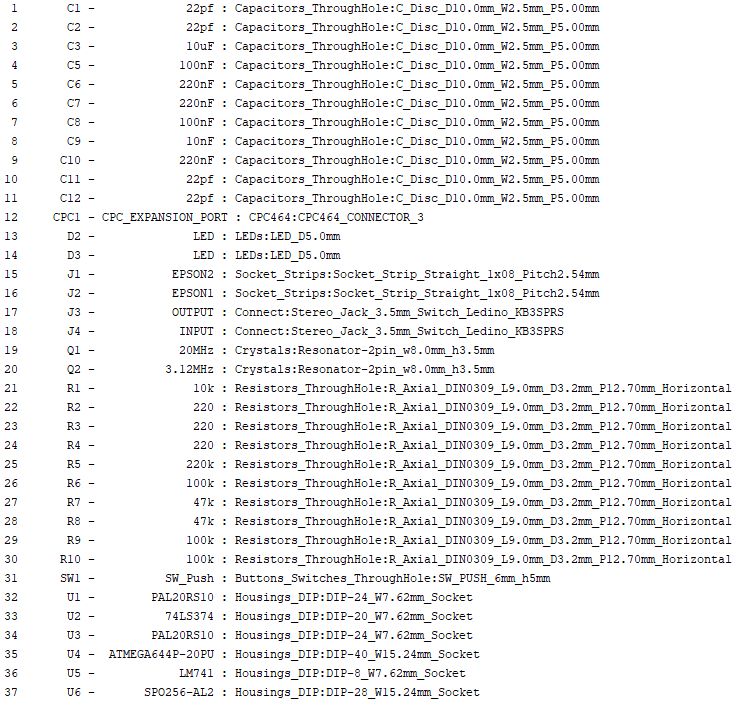 1 C1 - 22pf : Capacitors_ThroughHole:C_Disc_D10.0mm_W2.5mm_P5.00mm
2 C2 - 22pf : Capacitors_ThroughHole:C_Disc_D10.0mm_W2.5mm_P5.00mm
3 C3 - 10uF : Capacitors_ThroughHole:C_Disc_D10.0mm_W2.5mm_P5.00mm
4 C5 - 100nF : Capacitors_ThroughHole:C_Disc_D10.0mm_W2.5mm_P5.00mm
5 C6 - 220nF : Capacitors_ThroughHole:C_Disc_D10.0mm_W2.5mm_P5.00mm
6 C7 - 220nF : Capacitors_ThroughHole:C_Disc_D10.0mm_W2.5mm_P5.00mm
7 C8 - 100nF : Capacitors_ThroughHole:C_Disc_D10.0mm_W2.5mm_P5.00mm
8 C9 - 10nF : Capacitors_ThroughHole:C_Disc_D10.0mm_W2.5mm_P5.00mm
9 C10 - 220nF : Capacitors_ThroughHole:C_Disc_D10.0mm_W2.5mm_P5.00mm
10 C11 - 22pf : Capacitors_ThroughHole:C_Disc_D10.0mm_W2.5mm_P5.00mm
11 C12 - 22pf : Capacitors_ThroughHole:C_Disc_D10.0mm_W2.5mm_P5.00mm
12 CPC1 - CPC_EXPANSION_PORT : CPC464:CPC464_CONNECTOR_3
13 D2 - LED : LEDs:LED_D5.0mm
14 D3 - LED : LEDs:LED_D5.0mm
15 J1 - EPSON2 : Socket_Strips:Socket_Strip_Straight_1x08_Pitch2.54mm
16 J2 - EPSON1 : Socket_Strips:Socket_Strip_Straight_1x08_Pitch2.54mm
17 J3 - OUTPUT : Connect:Stereo_Jack_3.5mm_Switch_Ledino_KB3SPRS
18 J4 - INPUT : Connect:Stereo_Jack_3.5mm_Switch_Ledino_KB3SPRS
19 Q1 - 20MHz : Crystals:Resonator-2pin_w8.0mm_h3.5mm
20 Q2 - 3.12MHz : Crystals:Resonator-2pin_w8.0mm_h3.5mm
21 R1 - 10k : Resistors_ThroughHole:R_Axial_DIN0309_L9.0mm_D3.2mm_P12.70mm_Horizontal
22 R2 - 220 : Resistors_ThroughHole:R_Axial_DIN0309_L9.0mm_D3.2mm_P12.70mm_Horizontal
23 R3 - 220 : Resistors_ThroughHole:R_Axial_DIN0309_L9.0mm_D3.2mm_P12.70mm_Horizontal
24 R4 - 220 : Resistors_ThroughHole:R_Axial_DIN0309_L9.0mm_D3.2mm_P12.70mm_Horizontal
25 R5 - 220k : Resistors_ThroughHole:R_Axial_DIN0309_L9.0mm_D3.2mm_P12.70mm_Horizontal
26 R6 - 100k : Resistors_ThroughHole:R_Axial_DIN0309_L9.0mm_D3.2mm_P12.70mm_Horizontal
27 R7 - 47k : Resistors_ThroughHole:R_Axial_DIN0309_L9.0mm_D3.2mm_P12.70mm_Horizontal
28 R8 - 47k : Resistors_ThroughHole:R_Axial_DIN0309_L9.0mm_D3.2mm_P12.70mm_Horizontal
29 R9 - 100k : Resistors_ThroughHole:R_Axial_DIN0309_L9.0mm_D3.2mm_P12.70mm_Horizontal
30 R10 - 100k : Resistors_ThroughHole:R_Axial_DIN0309_L9.0mm_D3.2mm_P12.70mm_Horizontal
31 SW1 - SW_Push : Buttons_Switches_ThroughHole:SW_PUSH_6mm_h5mm
32 U1 - PAL20RS10 : Housings_DIP:DIP-24_W7.62mm_Socket
33 U2 - 74LS374 : Housings_DIP:DIP-20_W7.62mm_Socket
34 U3 - PAL20RS10 : Housings_DIP:DIP-24_W7.62mm_Socket
35 U4 - ATMEGA644P-20PU : Housings_DIP:DIP-40_W15.24mm_Socket
36 U5 - LM741 : Housings_DIP:DIP-8_W7.62mm_Socket
37 U6 - SPO256-AL2 : Housings_DIP:DIP-28_W15.24mm_Socket